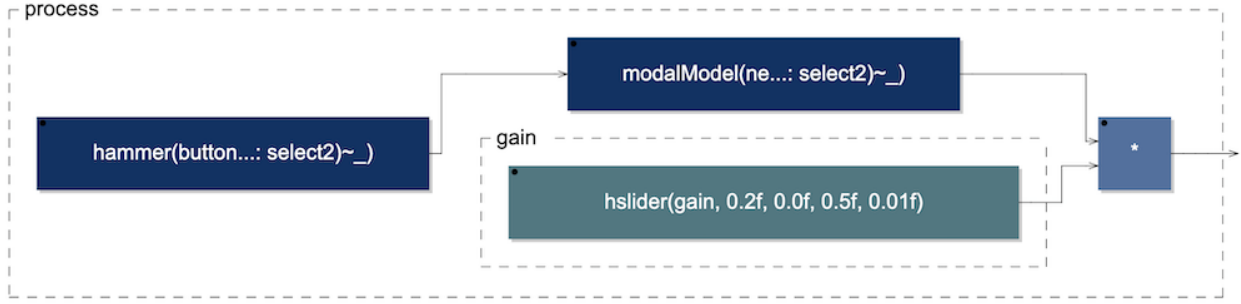 process
modalModel(ne...: select2)~_)
hammer(button...: select2)~_)
gain
*
hslider(gain, 0.2f, 0.0f, 0.5f, 0.01f)